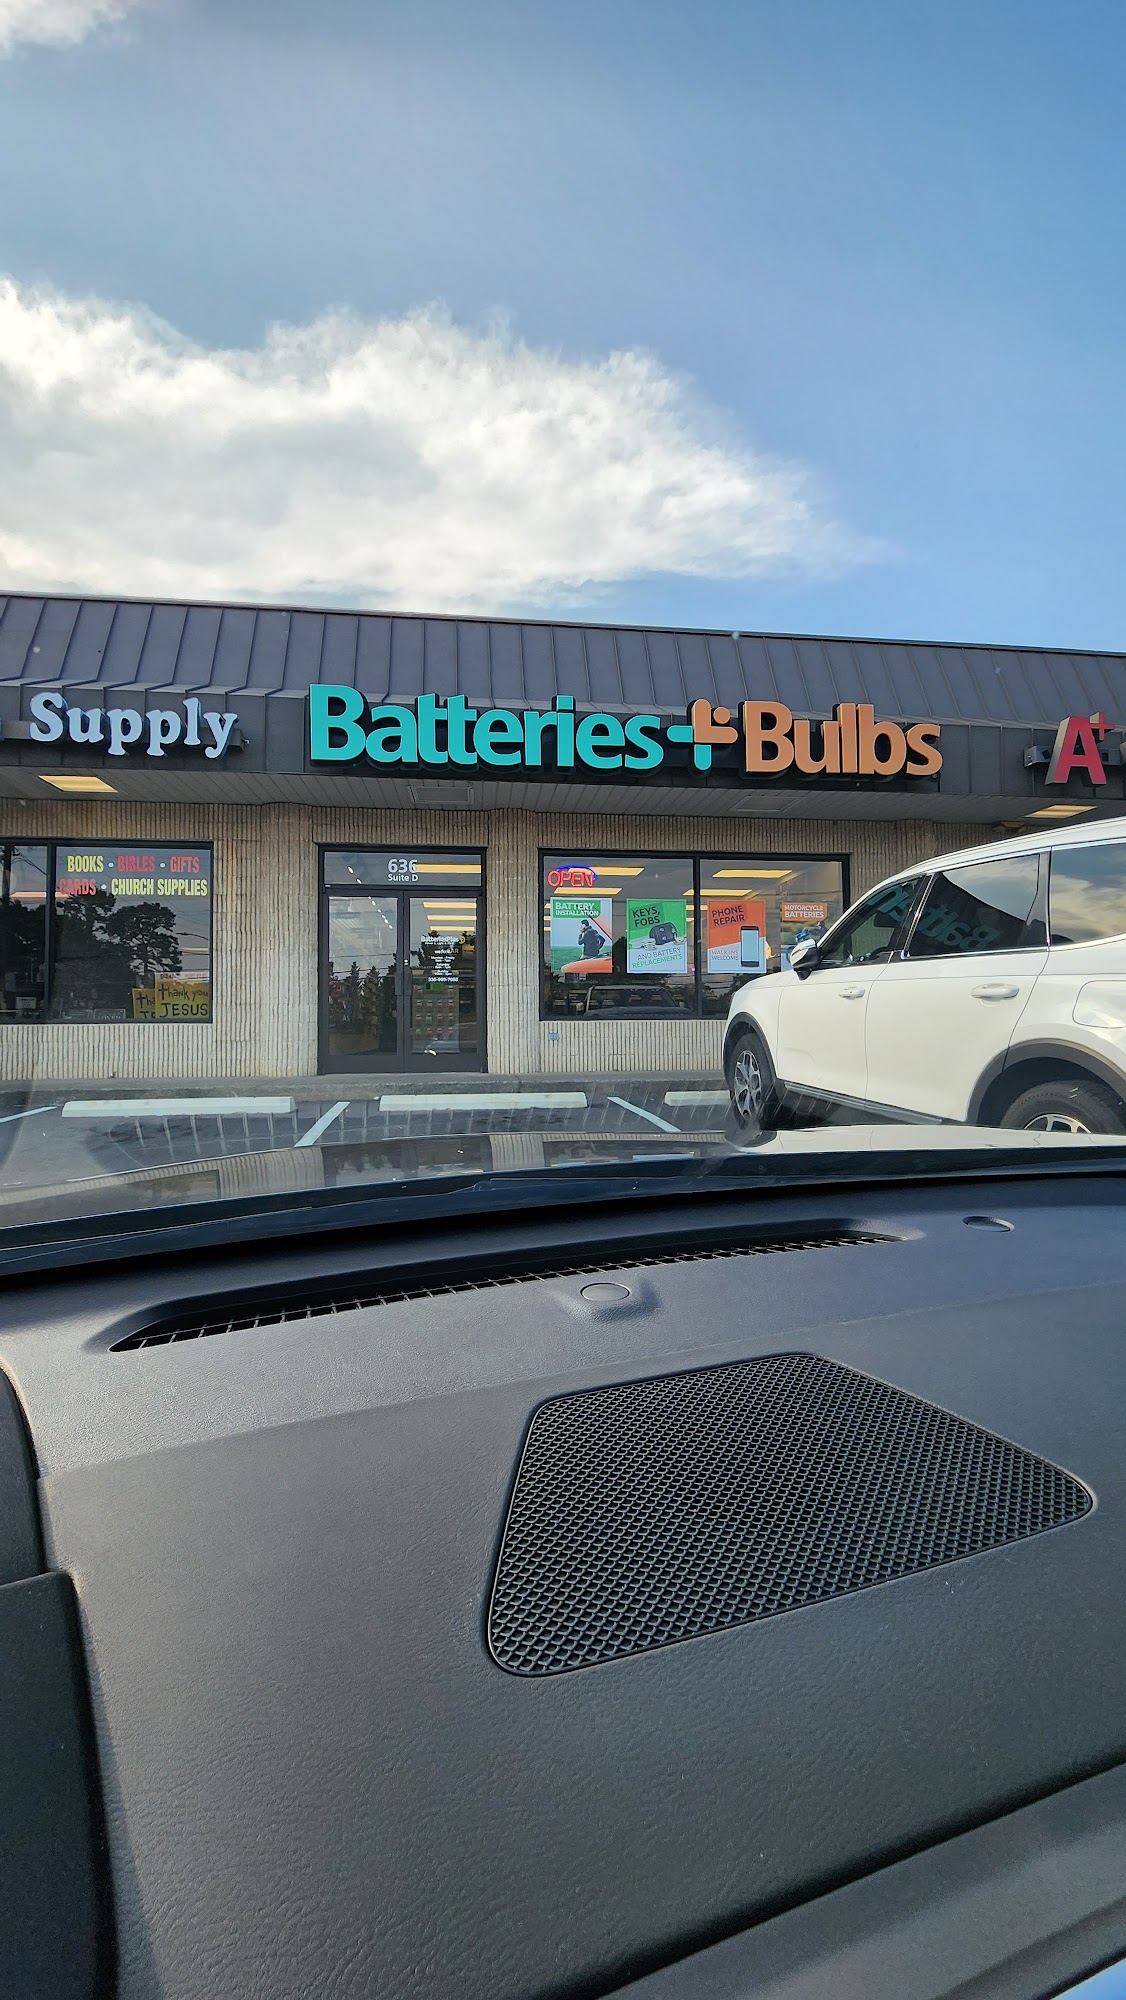 Supply
Batteries + Bulbs
A+
BOOKS • BIBLES • GIFTS
CARDS • CHURCH SUPPLIES
thank you
JESUS
636
Suite D
BatteriesPlus
OPEN
BATTERY
INSTALLATION
KEYS,
FOBS
AND BATTERY
REPLACEMENTS
PHONE
REPAIR
WALK-INS
WELCOME
MOTORCYCLE
BATTERIES